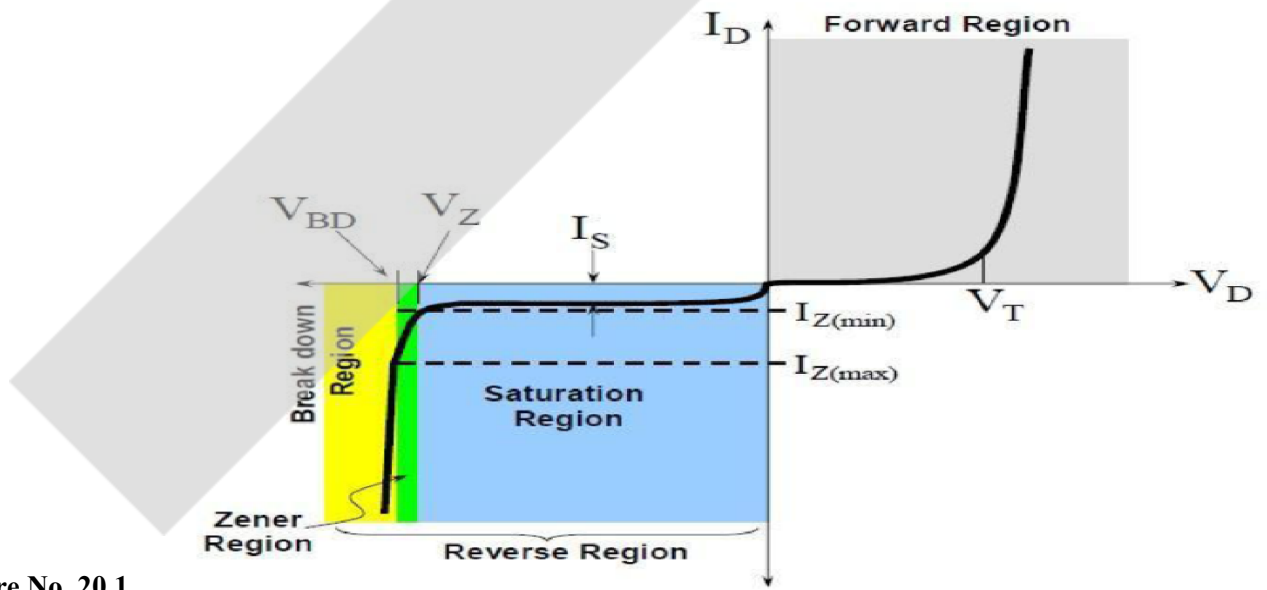 I_D
Forward Region
V_BD
V_Z
I_S
V_D
V_T
I_Z(min)
I_Z(max)
Break down
Region
Saturation
Region
Zener
Region
Reverse Region
re No. 20.1